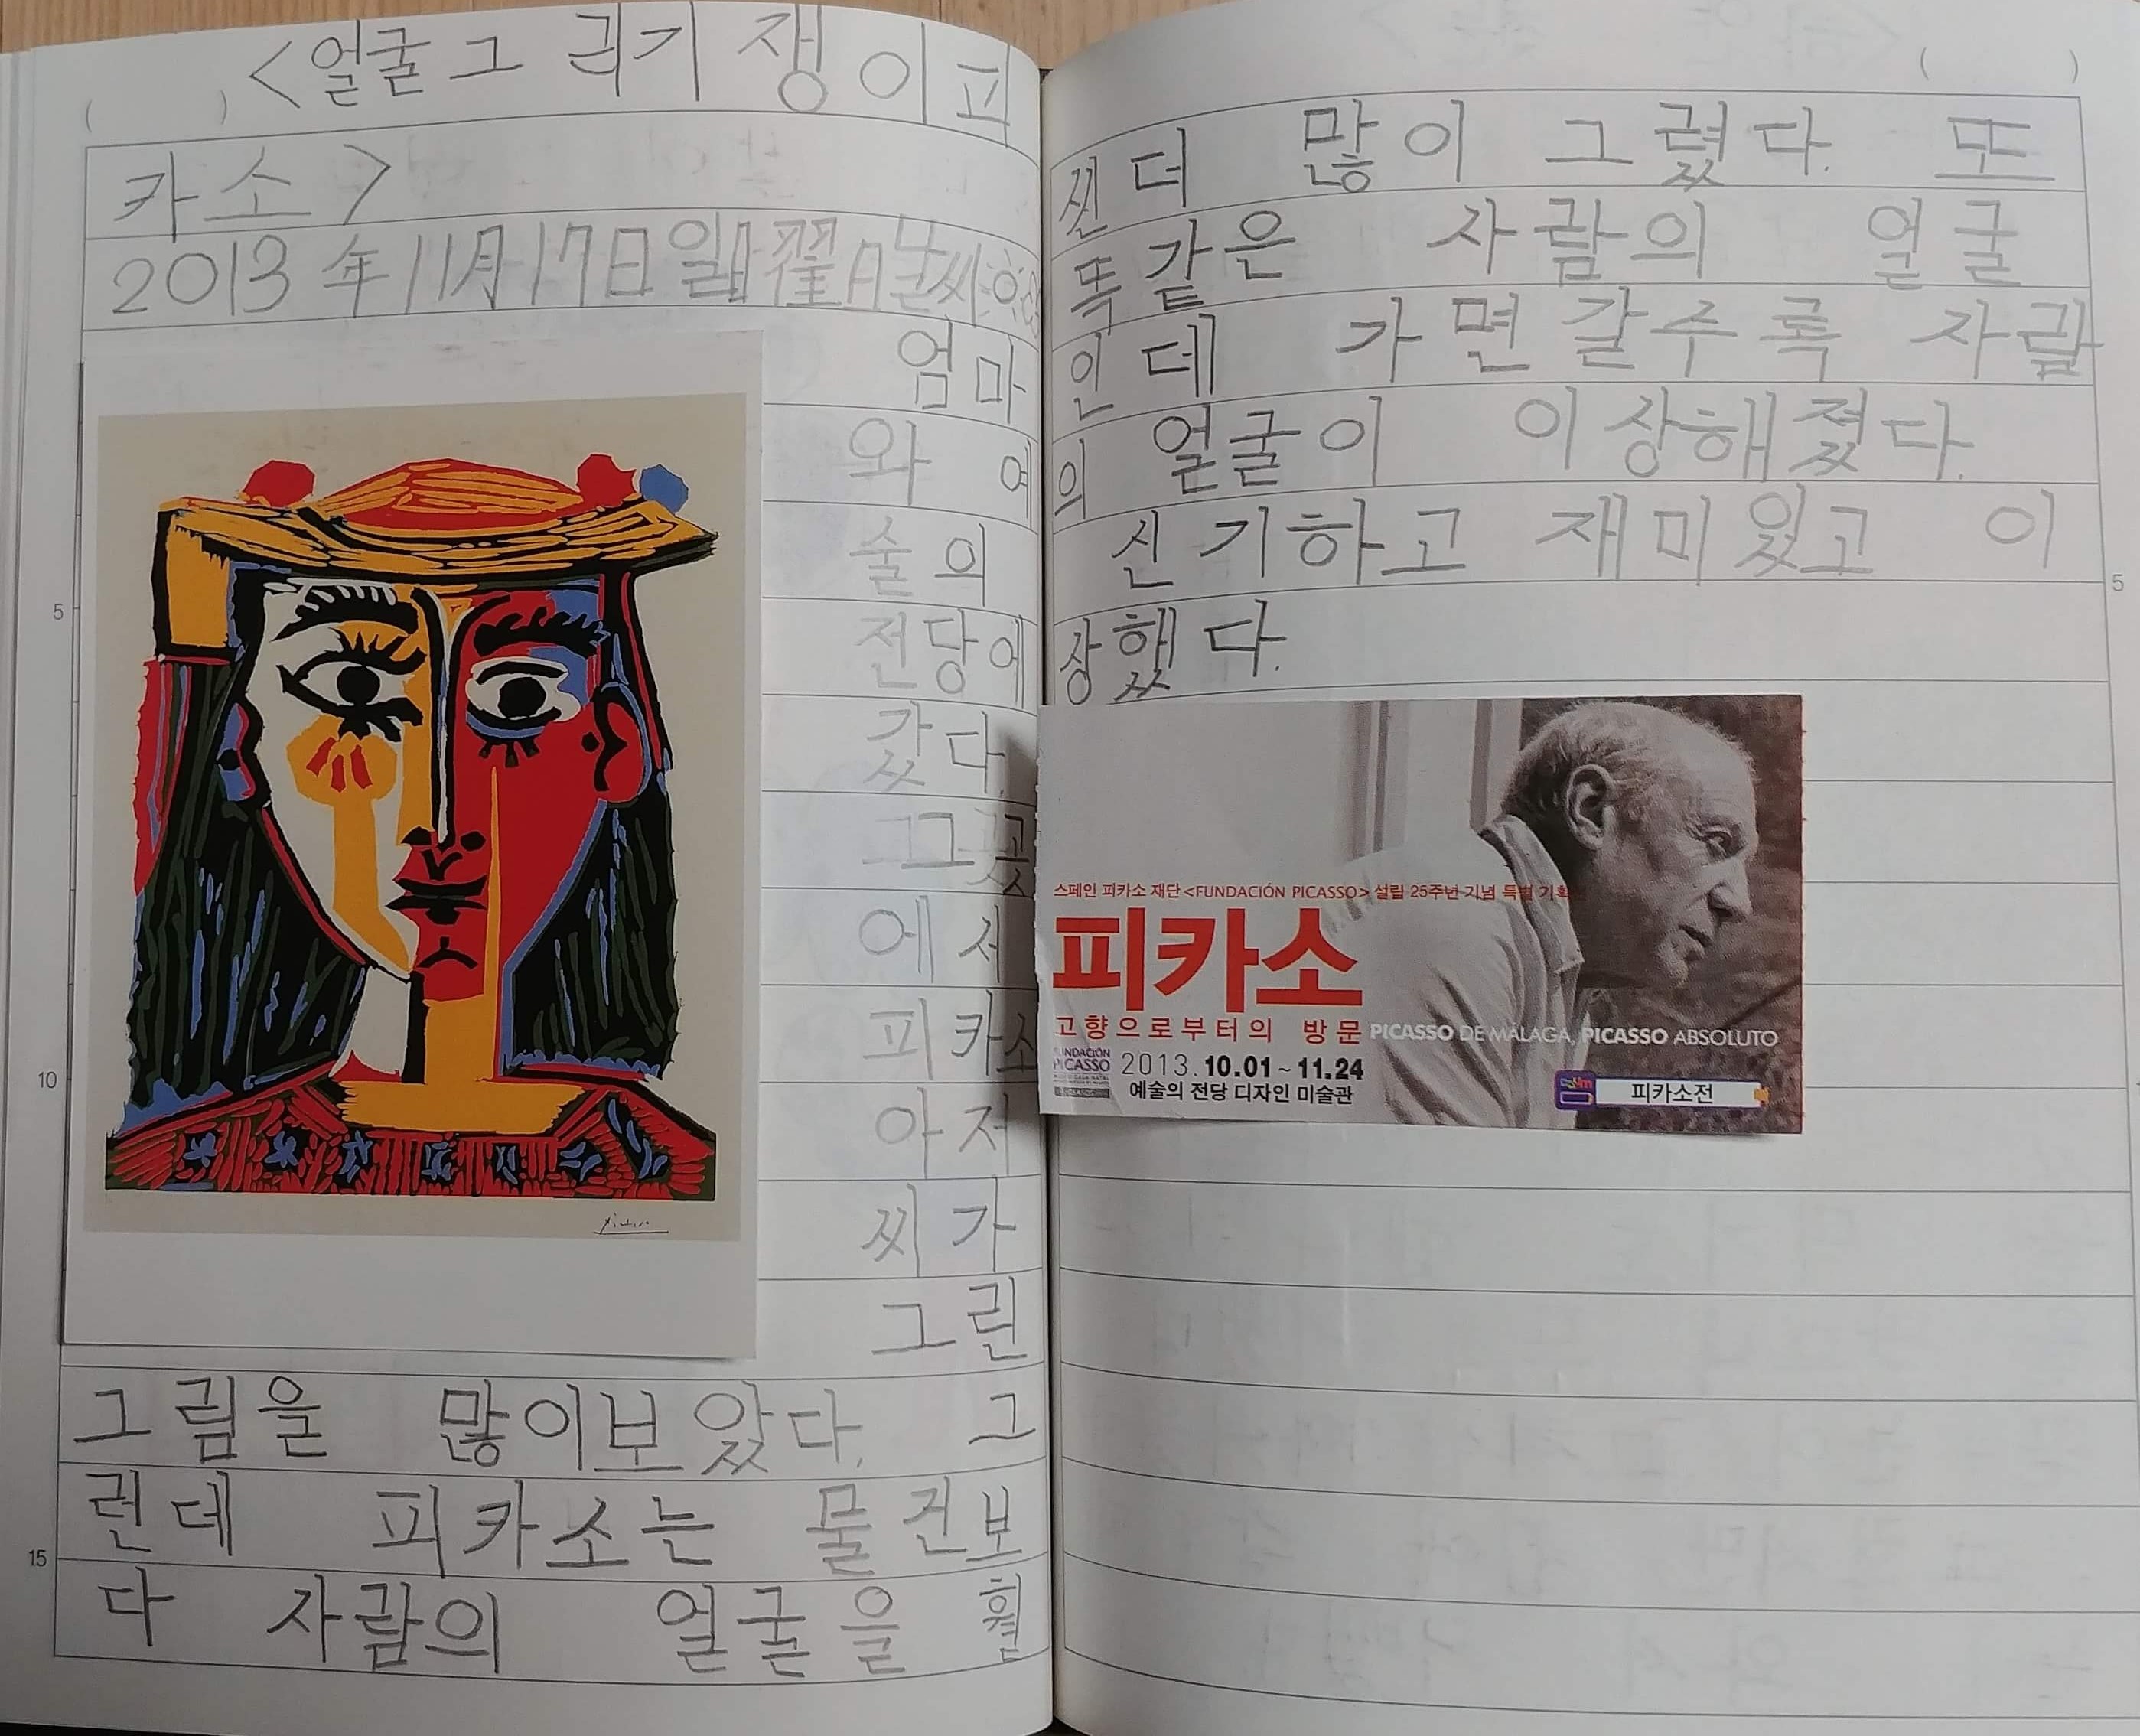 ( ) <얼굴그리기쟁이피
카소>
2013年11月17日일日曜日날씨
엄마
와 예
술의
전당에
갔다.
그곳
에서
피카소
아저
씨가
그린
그림을 많이보았다. 그
런데 피카소는 물건보
다 사람의 얼굴을 훨
5
10
15
( )
씬더 많이 그렸다. 또
똑같은 사람의 얼굴
인데 가면갈수록 사람
의 얼굴이 이상해졌다.
신기하고 재미있고 이
상했다.
5
스페인 피카소 재단 <FUNDACIÓN PICASSO> 설립 25주년 기념 특별 기획
피카소
고향으로부터의 방문 PICASSO DE MÁLAGA, PICASSO ABSOLUTO
FUNDACIÓN
PICASSO
2013. 10.01 ~ 11.24
예술의 전당 디자인 미술관
피카소전
Picasso